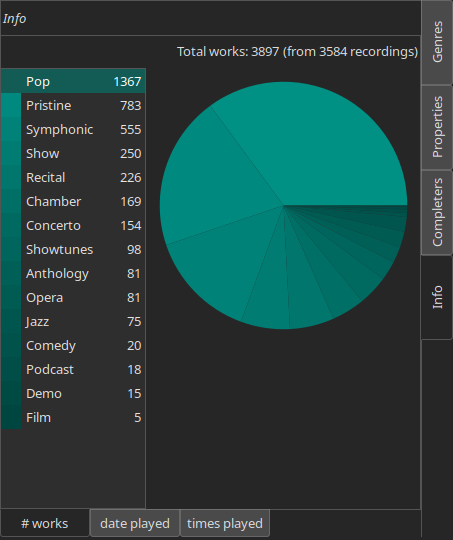 Info
Total works: 3897 (from 3584 recordings)
Pop 1367
Pristine 783
Symphonic 555
Show 250
Recital 226
Chamber 169
Concerto 154
Showtunes 98
Anthology 81
Opera 81
Jazz 75
Comedy 20
Podcast 18
Demo 15
Film 5
# works date played times played
Genres
Properties
Completers
Info